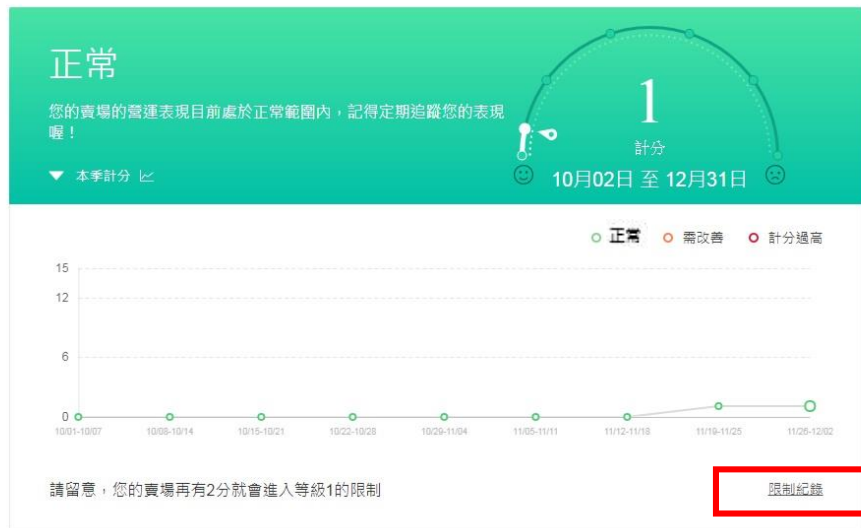 正常
您的賣場的營運表現目前處於正常範圍內，記得定期追蹤您的表現
喔！
本季計分
1
計分
10月02日 至 12月31日
正常
需改善
計分過高
15
12
6
0
10/01-10/07
10/08-10/14
10/15-10/21
10/22-10/28
10/29-11/04
11/05-11/11
11/12-11/18
11/19-11/25
11/26-12/02
請留意，您的賣場再有2分就會進入等級1的限制
限制紀錄